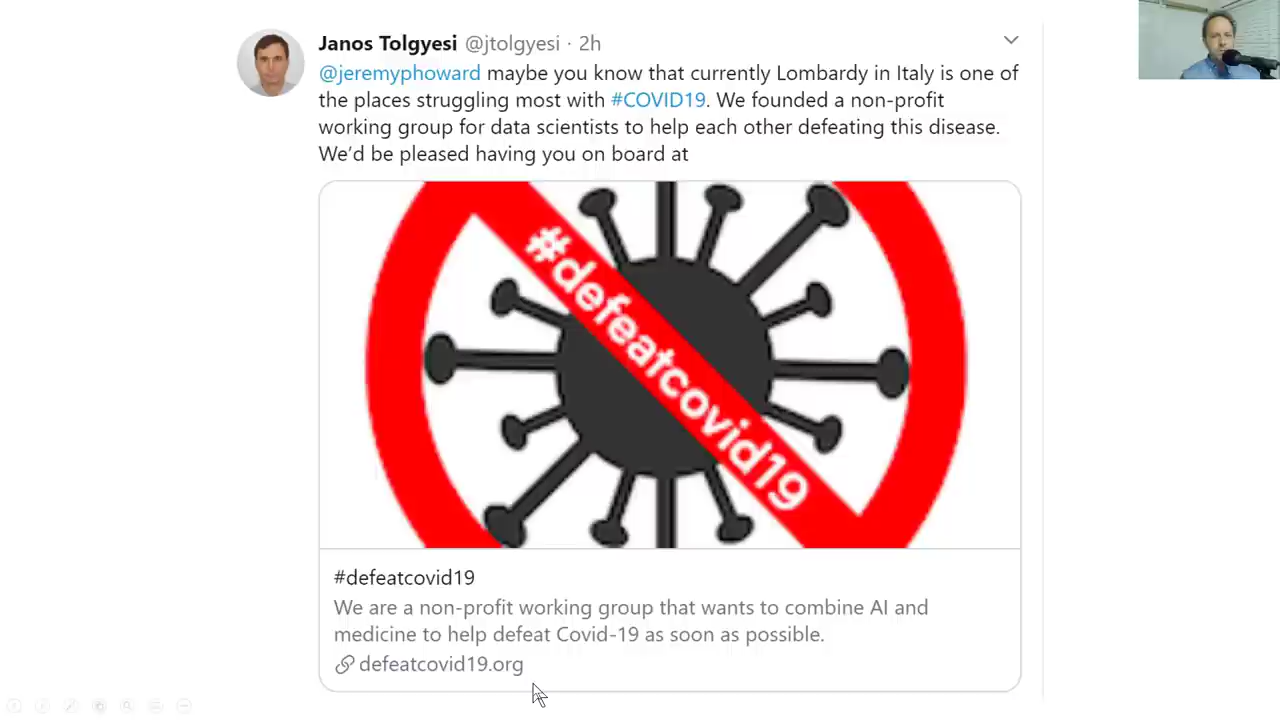 Janos Tolgyesi @jtolgyesi · 2h
@jeremyphoward maybe you know that currently Lombardy in Italy is one of
the places struggling most with #COVID19. We founded a non-profit
working group for data scientists to help each other defeating this disease.
We'd be pleased having you on board at
#defeatcovid19
#defeatcovid19
We are a non-profit working group that wants to combine AI and
medicine to help defeat Covid-19 as soon as possible.
defeatcovid19.org